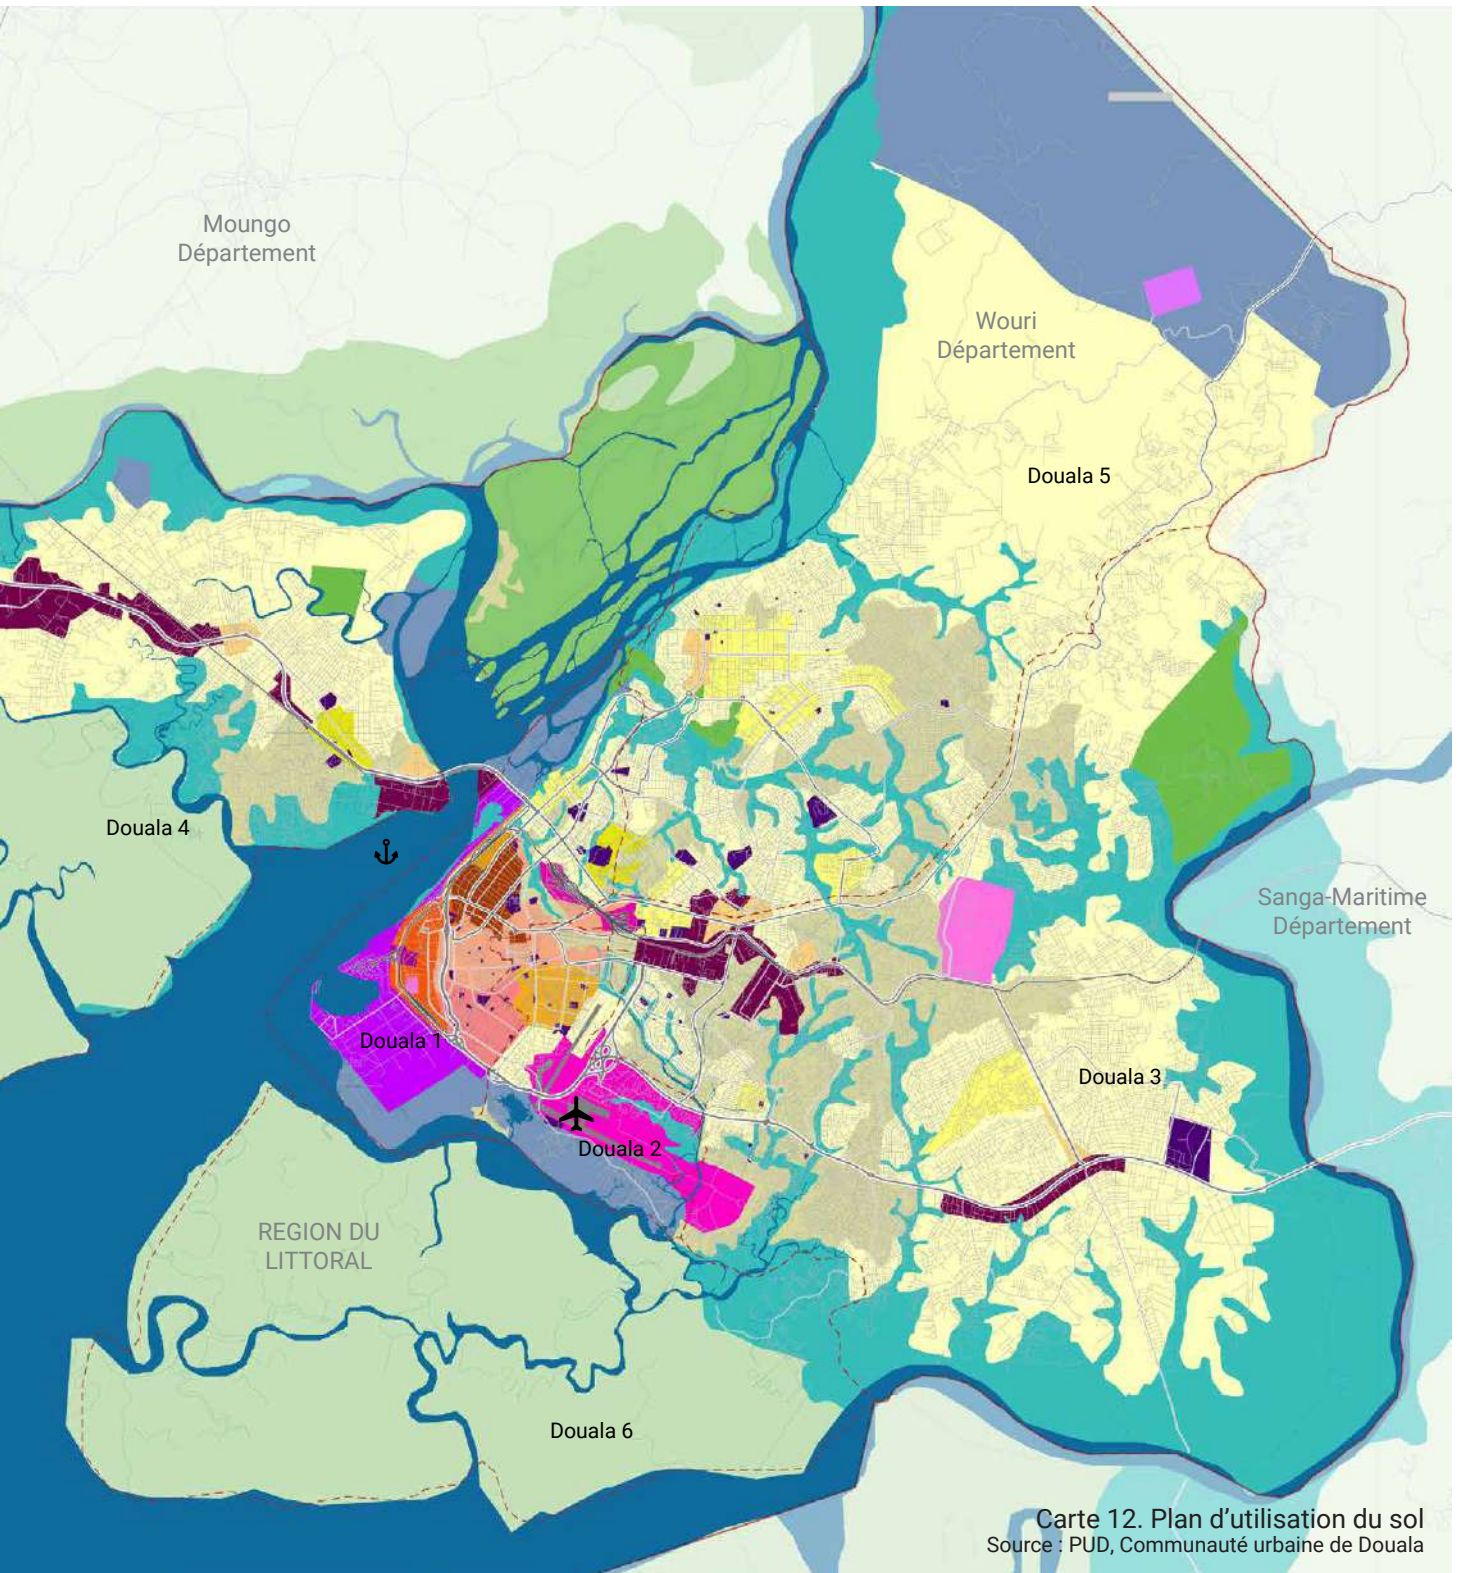 Moungo
Département
Wouri
Département
Douala 5
Douala 4
Sanga-Maritime
Département
Douala 1
Douala 3
Douala 2
REGION DU
LITTORAL
Douala 6
Carte 12. Plan d’utilisation du sol
Source : PUD, Communauté urbaine de Douala